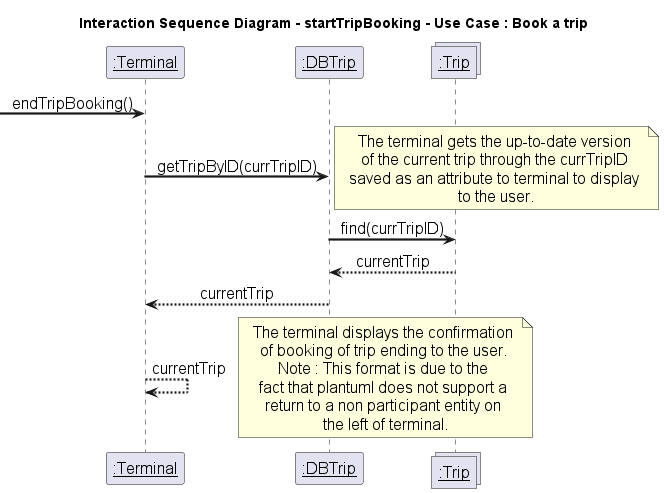 Interaction Sequence Diagram - startTripBooking - Use Case : Book a trip
:Terminal
:DBTrip
:Trip
endTripBooking()
The terminal gets the up-to-date version
of the current trip through the currTripID
saved as an attribute to terminal to display
to the user.
getTripByID(currTripID)
find(currTripID)
currentTrip
currentTrip
The terminal displays the confirmation
of booking of trip ending to the user.
Note : This format is due to the
fact that plantuml does not support a
return to a non participant entity on
the left of terminal.
currentTrip
:Terminal
:DBTrip
:Trip